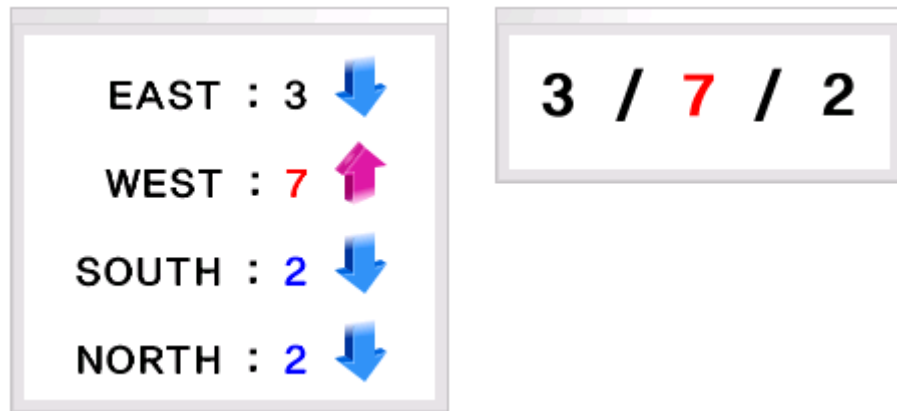 EAST : 3
WEST : 7
SOUTH : 2
NORTH : 2
3 / 7 / 2